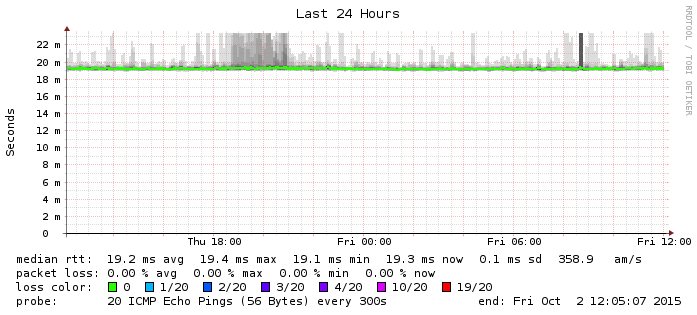 Last 24 Hours
RRDTOOL / TOBI OETIKER
Seconds
22 m
20 m
18 m
16 m
14 m
12 m
10 m
8 m
6 m
4 m
2 m
0
Thu 18:00 Fri 00:00 Fri 06:00 Fri 12:00
median rtt: 19.2 ms avg 19.4 ms max 19.1 ms min 19.3 ms now 0.1 ms sd 358.9 am/s
packet loss: 0.00 % avg 0.00 % max 0.00 % min 0.00 % now
loss color: 0 1/20 2/20 3/20 4/20 10/20 19/20
probe: 20 ICMP Echo Pings (56 Bytes) every 300s end: Fri Oct 2 12:05:07 2015